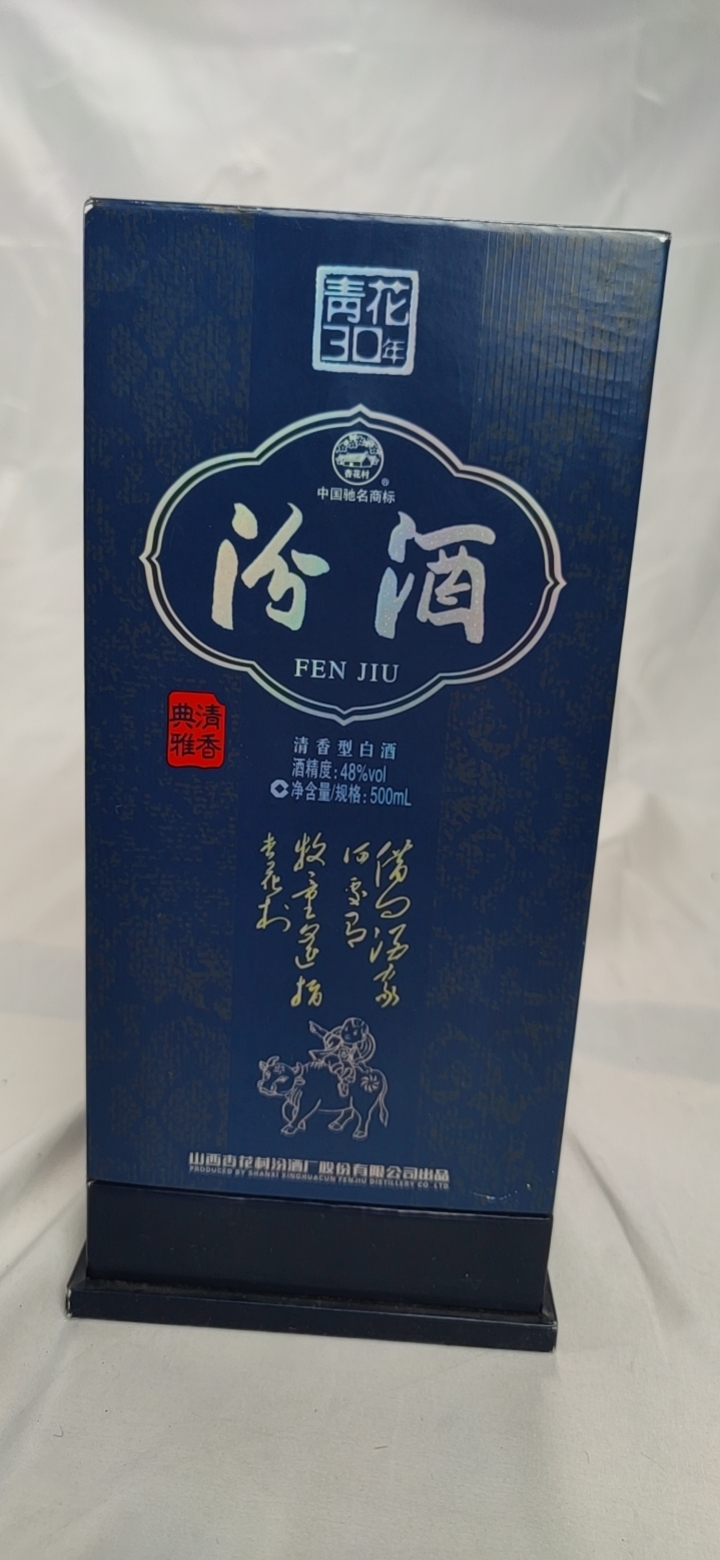 青花
30年
杏花村
®
中国驰名商标
汾酒
FEN JIU
清香
典雅
清香型白酒
酒精度:48%vol
净含量/规格:500mL
借问酒家
何处有
牧童遥指
杏花村
山西杏花村汾酒厂股份有限公司出品
PRODUCED BY SHANXI XINGHUACUN FENJIU DISTILLERY CO. LTD